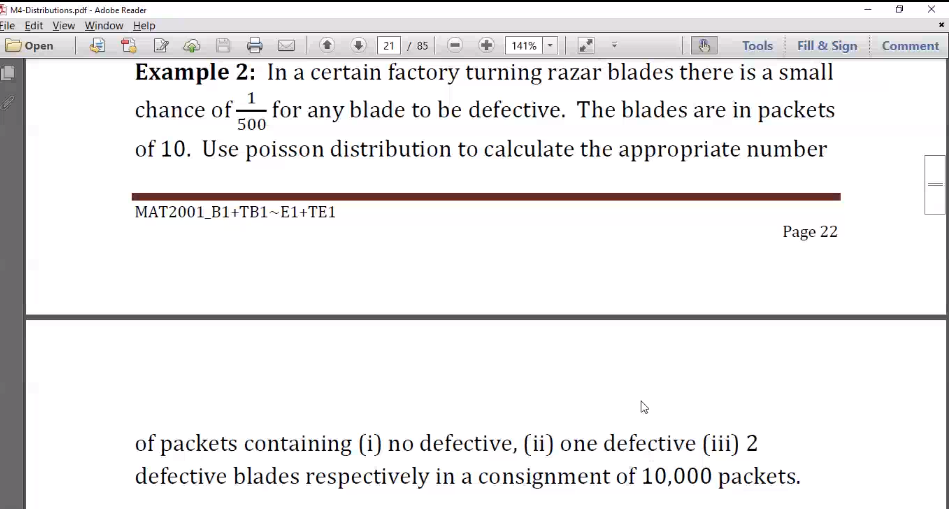 M4-Distributions.pdf - Adobe Reader
File Edit View Window Help
Open 21 / 85 141% Tools Fill & Sign Comment
Example 2: In a certain factory turning razar blades there is a small
chance of 1/500 for any blade to be defective. The blades are in packets
of 10. Use poisson distribution to calculate the appropriate number
MAT2001_B1+TB1~E1+TE1
Page 22
of packets containing (i) no defective, (ii) one defective (iii) 2
defective blades respectively in a consignment of 10,000 packets.